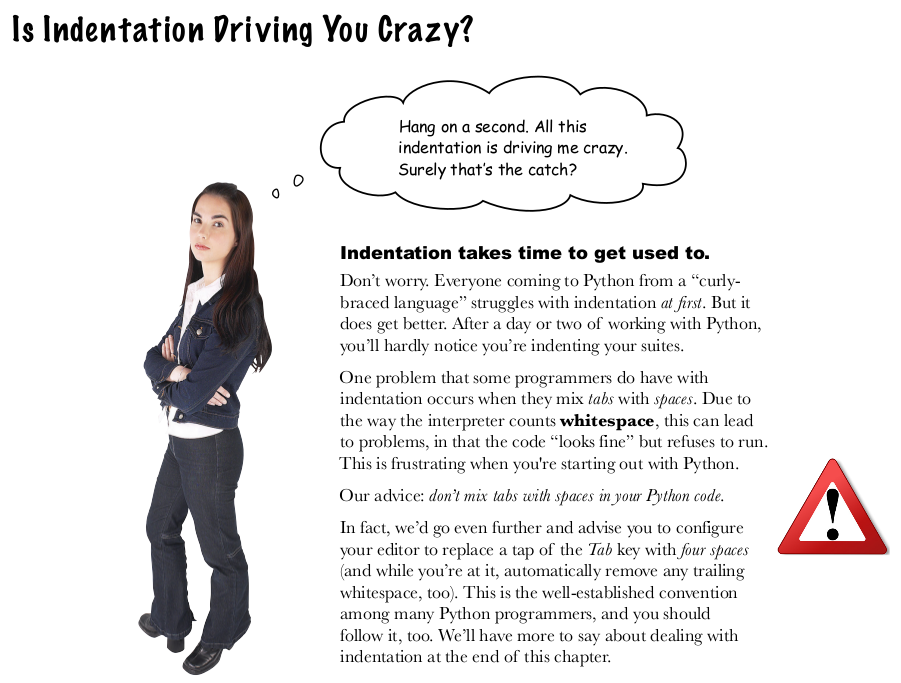 Is Indentation Driving You Crazy?
Hang on a second. All this
indentation is driving me crazy.
Surely that’s the catch?
Indentation takes time to get used to.
Don’t worry. Everyone coming to Python from a “curly-
braced language” struggles with indentation at first. But it
does get better. After a day or two of working with Python,
you’ll hardly notice you’re indenting your suites.
One problem that some programmers do have with
indentation occurs when they mix tabs with spaces. Due to
the way the interpreter counts whitespace, this can lead
to problems, in that the code “looks fine” but refuses to run.
This is frustrating when you're starting out with Python.
Our advice: don’t mix tabs with spaces in your Python code.
In fact, we’d go even further and advise you to configure
your editor to replace a tap of the Tab key with four spaces
(and while you’re at it, automatically remove any trailing
whitespace, too). This is the well-established convention
among many Python programmers, and you should
follow it, too. We’ll have more to say about dealing with
indentation at the end of this chapter.
!